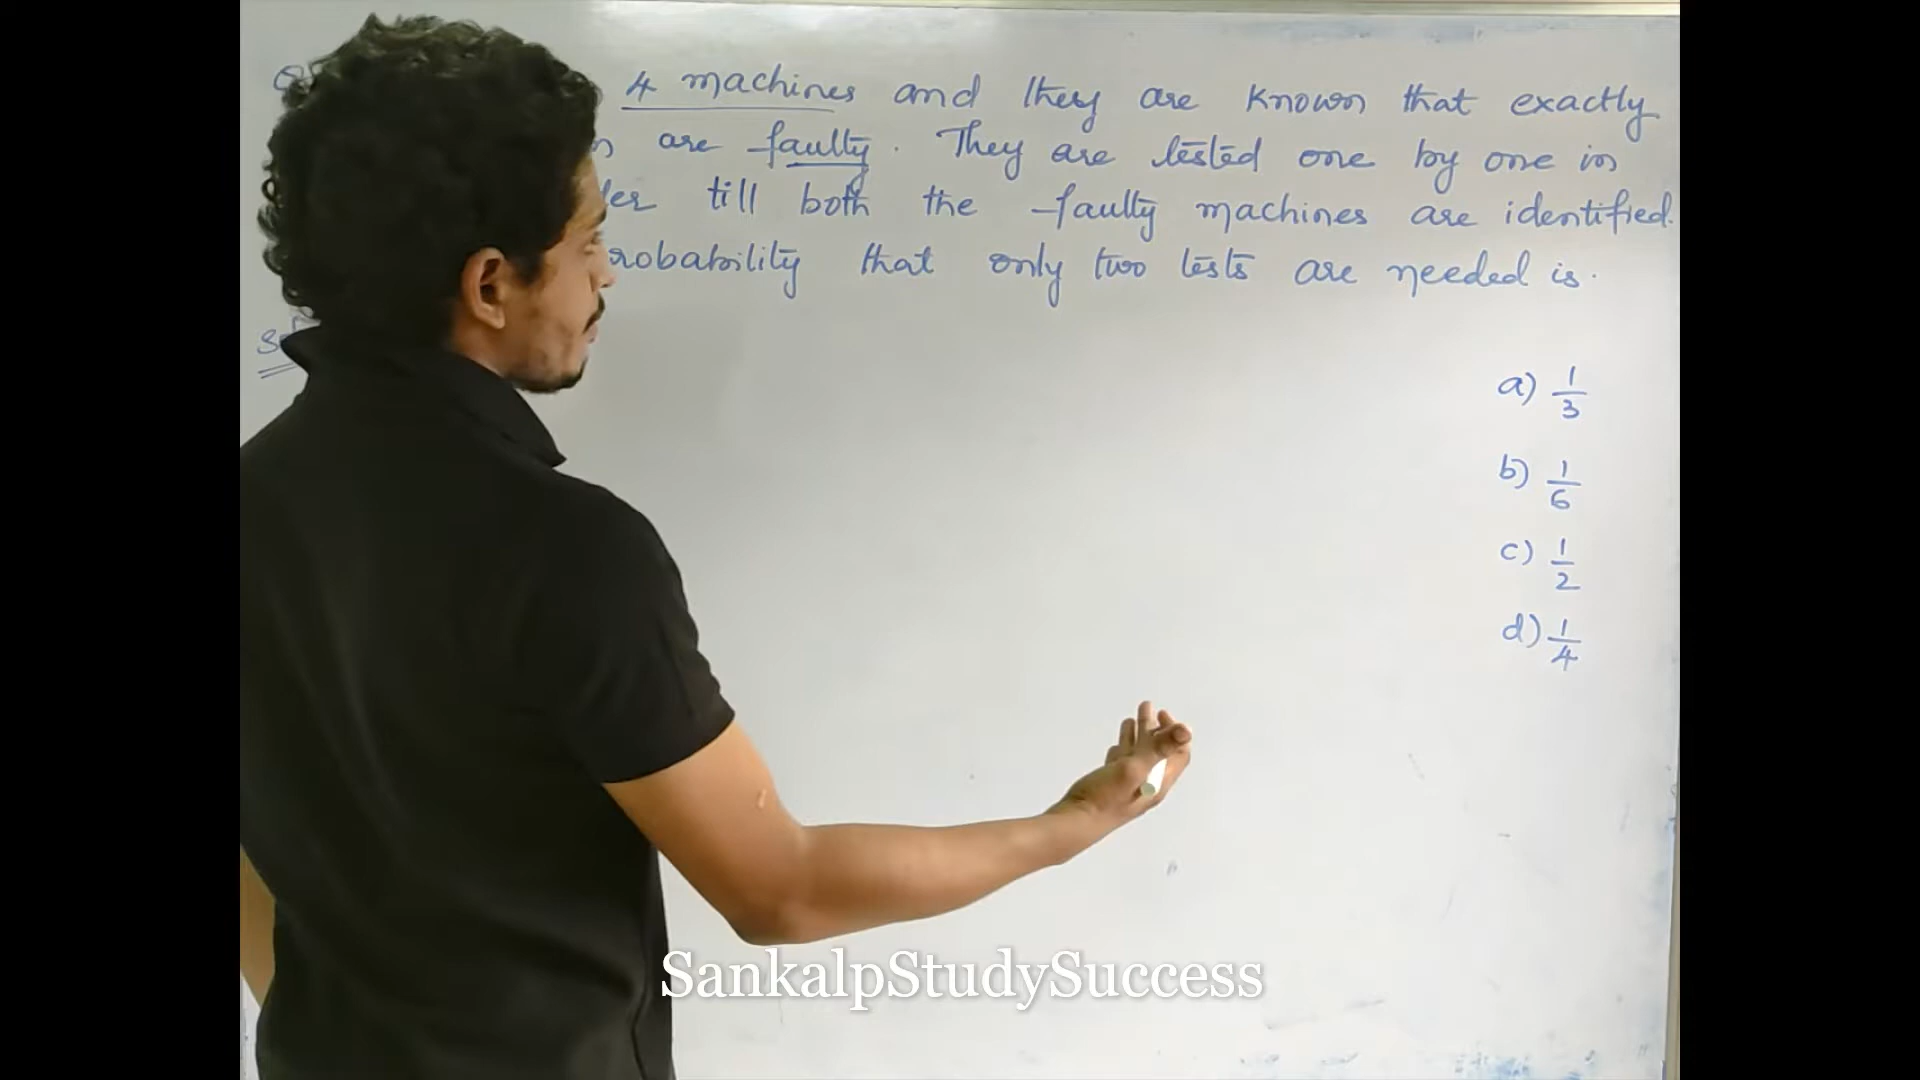 4 machines and they are known that exactly
are faulty. They are tested one by one in
till both the faulty machines are identified.
that only two tests are needed is.
a) 1/3
b) 1/6
c) 1/2
d) 1/4
SankalpStudySuccess